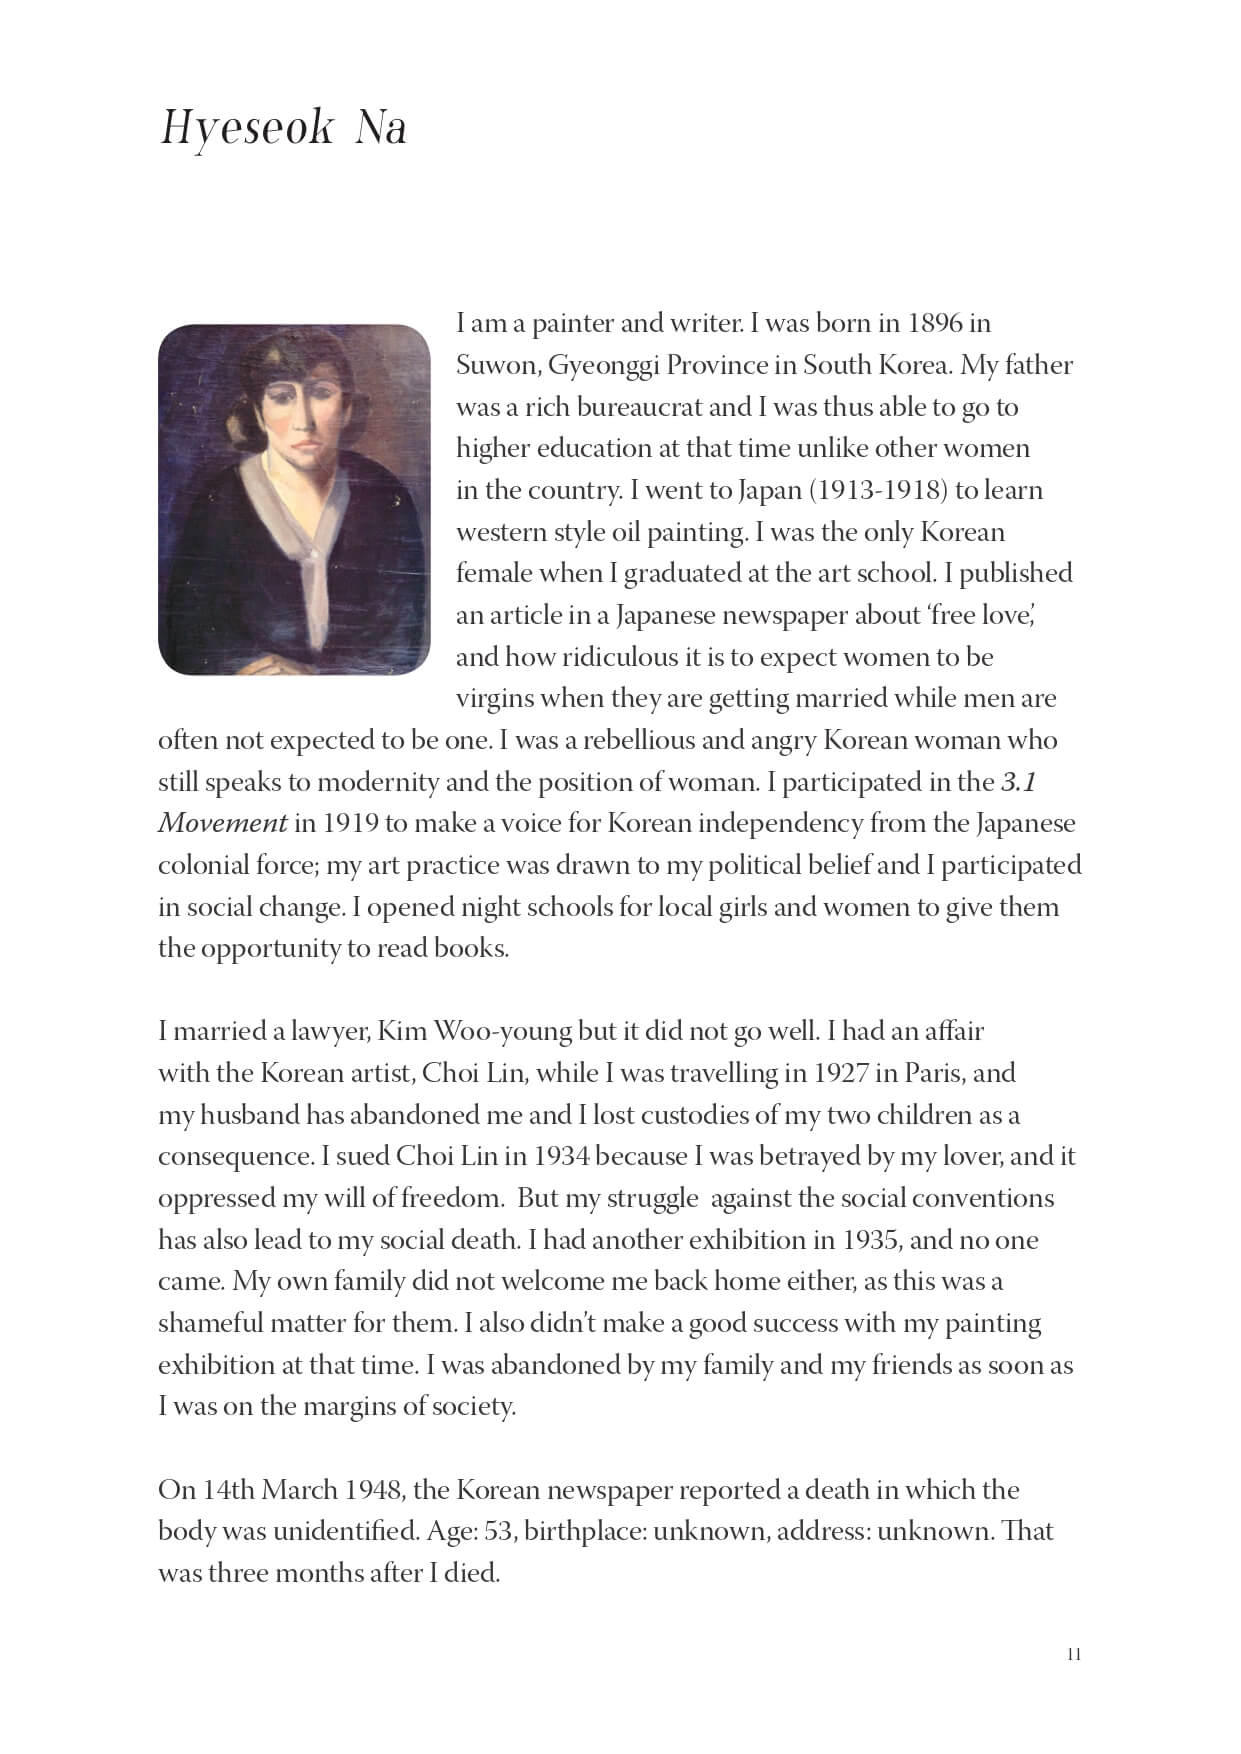 Hyeseok Na
I am a painter and writer. I was born in 1896 in
Suwon, Gyeonggi Province in South Korea. My father
was a rich bureaucrat and I was thus able to go to
higher education at that time unlike other women
in the country. I went to Japan (1913-1918) to learn
western style oil painting. I was the only Korean
female when I graduated at the art school. I published
an article in a Japanese newspaper about ‘free love,’
and how ridiculous it is to expect women to be
virgins when they are getting married while men are
often not expected to be one. I was a rebellious and angry Korean woman who
still speaks to modernity and the position of woman. I participated in the 3.1
Movement in 1919 to make a voice for Korean independency from the Japanese
colonial force; my art practice was drawn to my political belief and I participated
in social change. I opened night schools for local girls and women to give them
the opportunity to read books.
I married a lawyer, Kim Woo-young but it did not go well. I had an affair
with the Korean artist, Choi Lin, while I was travelling in 1927 in Paris, and
my husband has abandoned me and I lost custodies of my two children as a
consequence. I sued Choi Lin in 1934 because I was betrayed by my lover, and it
oppressed my will of freedom.  But my struggle  against the social conventions
has also lead to my social death. I had another exhibition in 1935, and no one
came. My own family did not welcome me back home either, as this was a
shameful matter for them. I also didn’t make a good success with my painting
exhibition at that time. I was abandoned by my family and my friends as soon as
I was on the margins of society.
On 14th March 1948, the Korean newspaper reported a death in which the
body was unidentified. Age: 53, birthplace: unknown, address: unknown. That
was three months after I died.
11